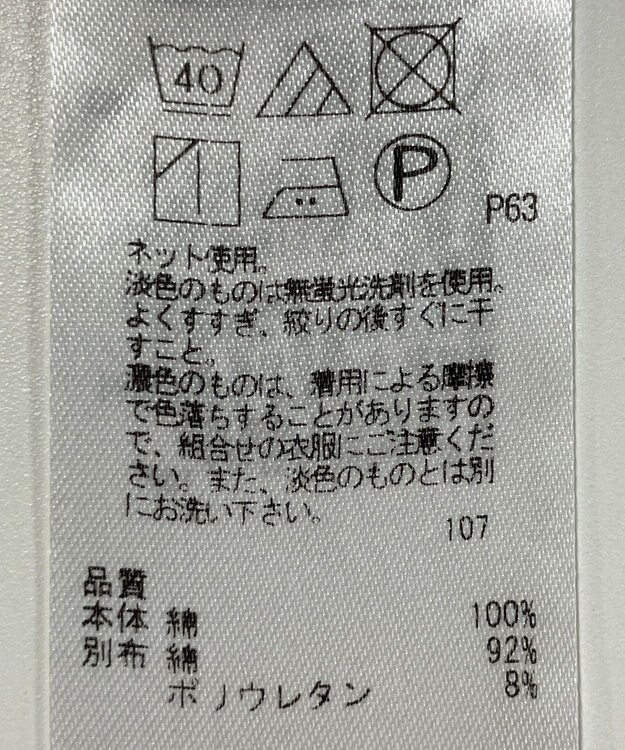 40
P
P63
ネット使用。
淡色のものは無蛍光洗剤を使用。
よくすすぎ、絞りの後すぐに干
すこと。
濃色のものは、着用による摩擦
で色落ちすることがありますの
で、組合せの衣服にご注意くだ
さい。また、淡色のものとは別
にお洗い下さい。
107
品質
本体 綿 100%
別布 綿 92%
ポリウレタン 8%